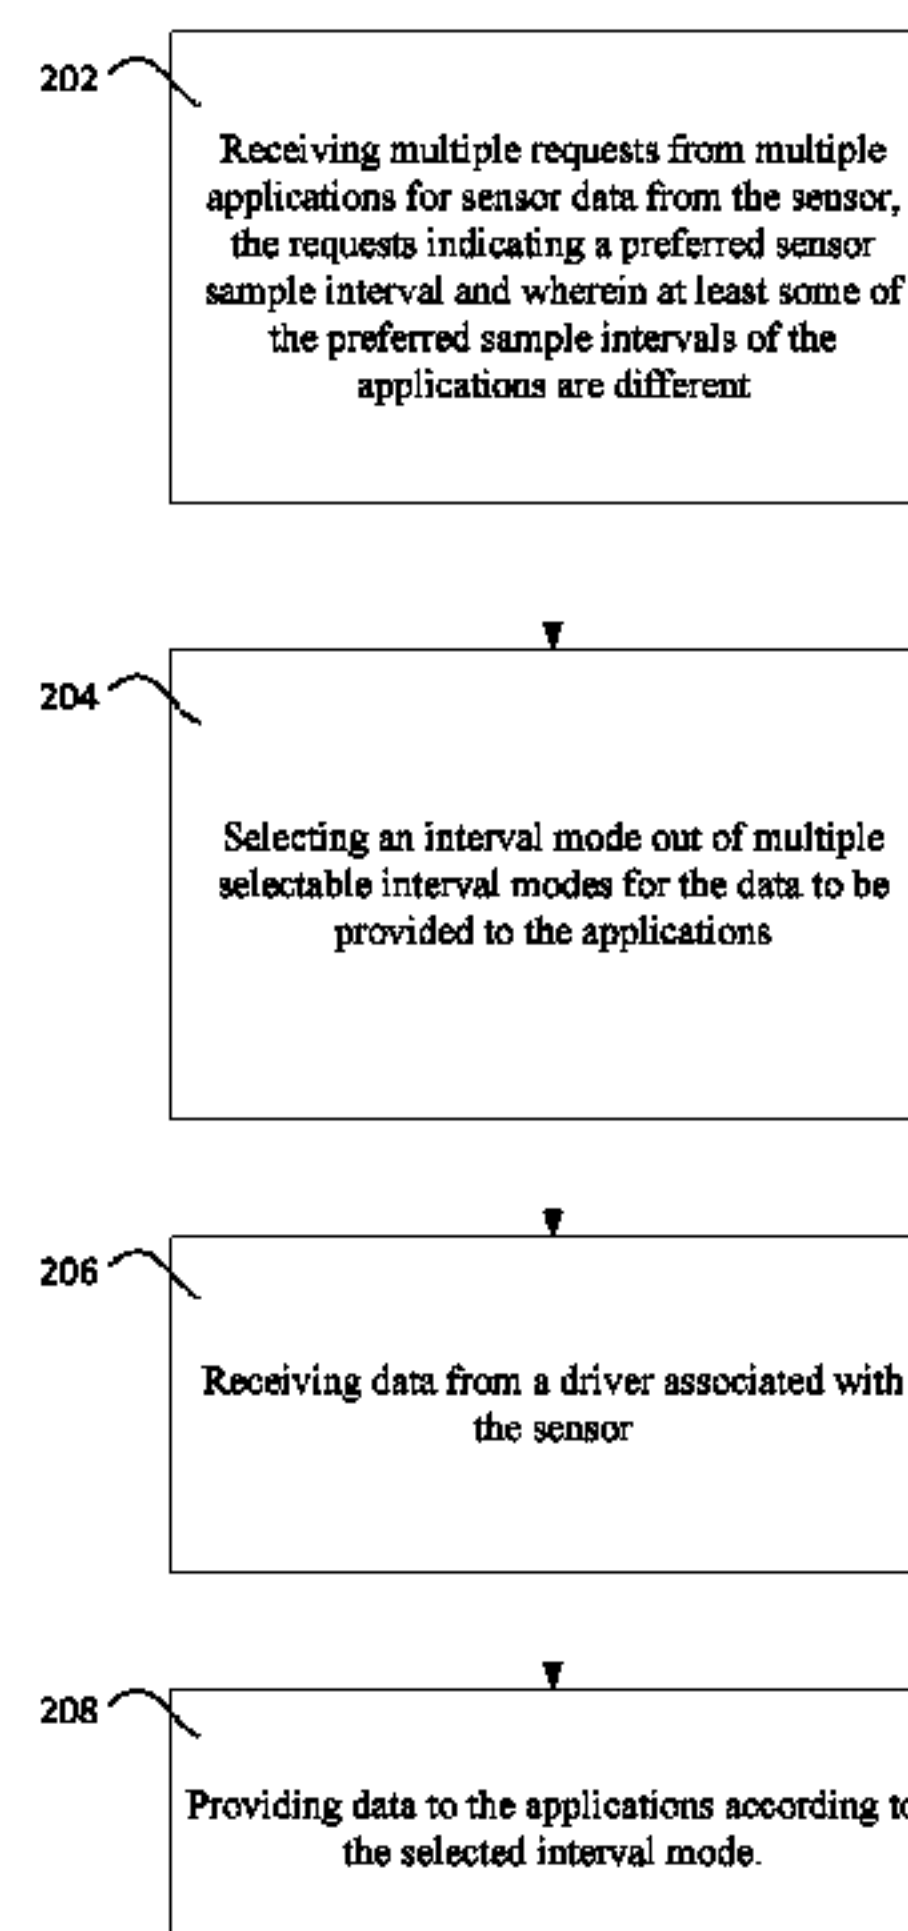 202
Receiving multiple requests from multiple
applications for sensor data from the sensor,
the requests indicating a preferred sensor
sample interval and wherein at least some of
the preferred sample intervals of the
applications are different
204
Selecting an interval mode out of multiple
selectable interval modes for the data to be
provided to the applications
206
Receiving data from a driver associated with
the sensor
208
Providing data to the applications according to
the selected interval mode.